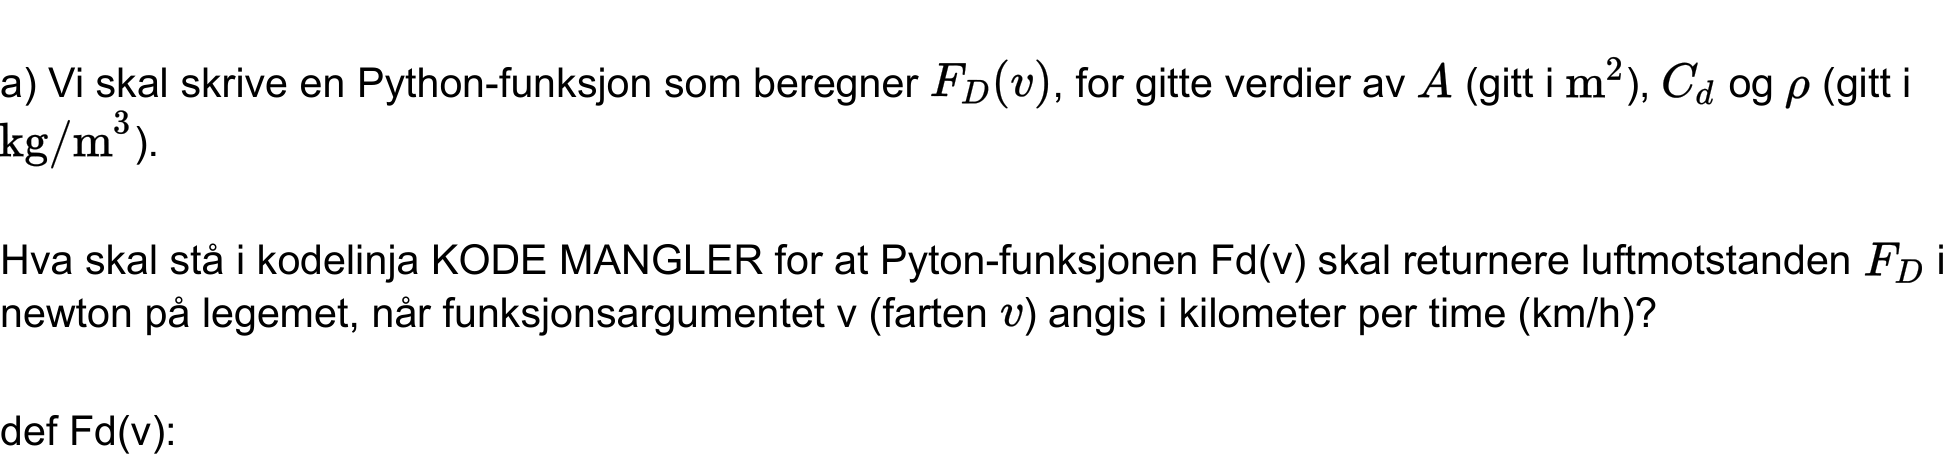 a) Vi skal skrive en Python-funksjon som beregner $F_D(v)$, for gitte verdier av $A$ (gitt i $\mathrm{m}^2$), $C_d$ og $\rho$ (gitt i
$\mathrm{kg/m}^3$).
Hva skal stå i kodelinja KODE MANGLER for at Pyton-funksjonen Fd(v) skal returnere luftmotstanden $F_D$ i
newton på legemet, når funksjonsargumentet v (farten $v$) angis i kilometer per time (km/h)?
def Fd(v):